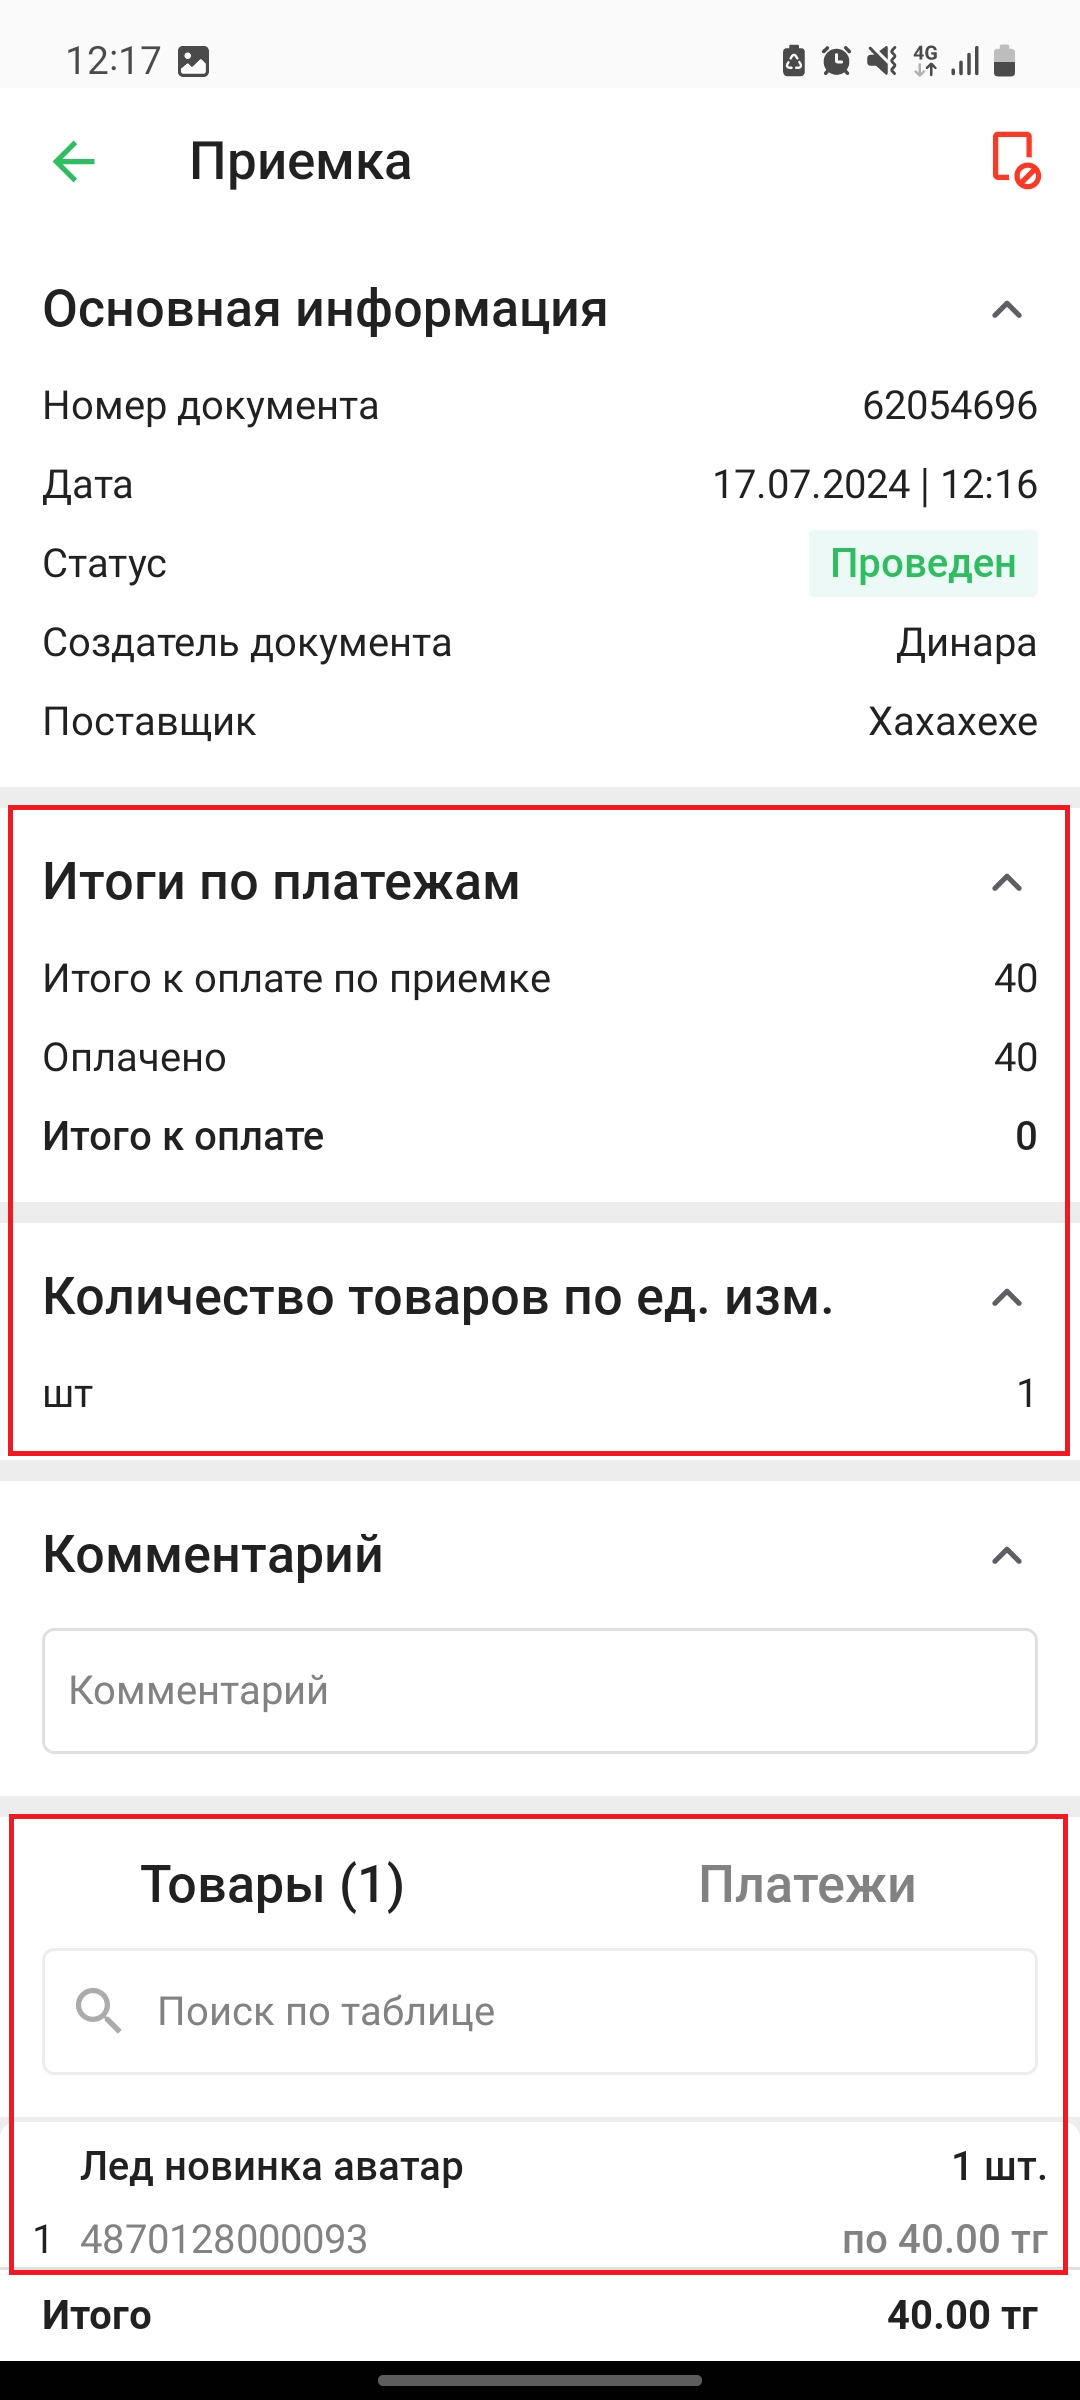 12:17
4G
Приемка
Основная информация
Номер документа 62054696
Дата 17.07.2024 | 12:16
Статус Проведен
Создатель документа Динара
Поставщик Хахахехе
Итоги по платежам
Итого к оплате по приемке 40
Оплачено 40
Итого к оплате 0
Количество товаров по ед. изм.
шт 1
Комментарий
Комментарий
Товары (1) Платежи
Поиск по таблице
Лед новинка аватар 1 шт.
1 4870128000093 по 40.00 тг
Итого 40.00 тг